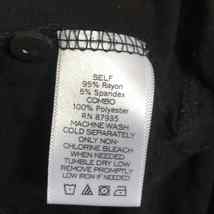 SELF
95% Rayon
5% Spandex
COMBO
100% Polyester
RN 87935
MACHINE WASH
COLD SEPARATELY
ONLY NON-
CHLORINE BLEACH
WHEN NEEDED
TUMBLE DRY LOW
REMOVE PROMPTLY
LOW IRON IF NEEDED